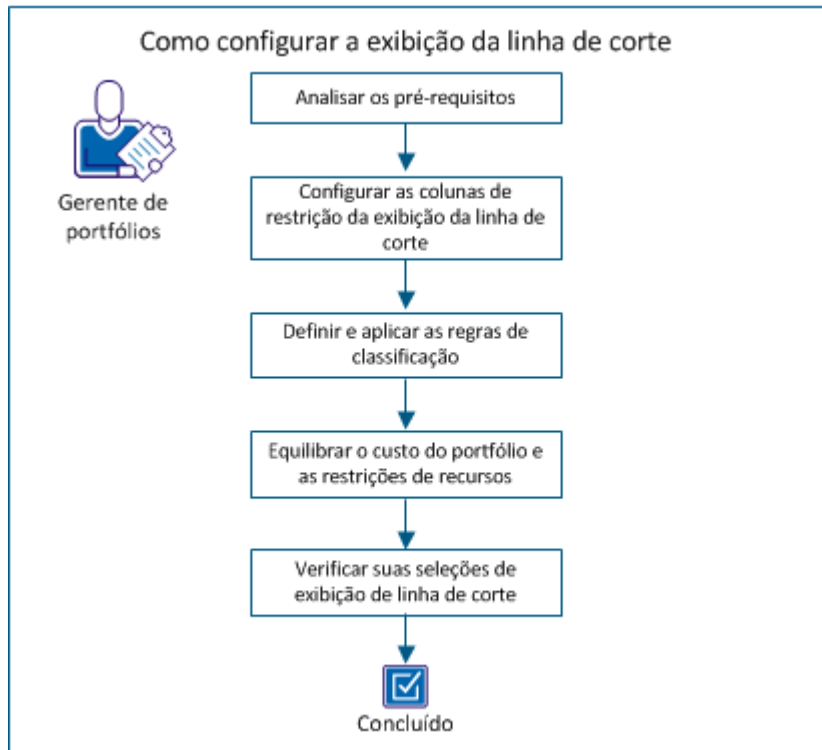 Como configurar a exibição da linha de corte
Gerente de
portfólios
Analisar os pré-requisitos
Configurar as colunas de
restrição da exibição da linha de
corte
Definir e aplicar as regras de
classificação
Equilibrar o custo do portfólio e
as restrições de recursos
Verificar suas seleções de
exibição de linha de corte
Concluído